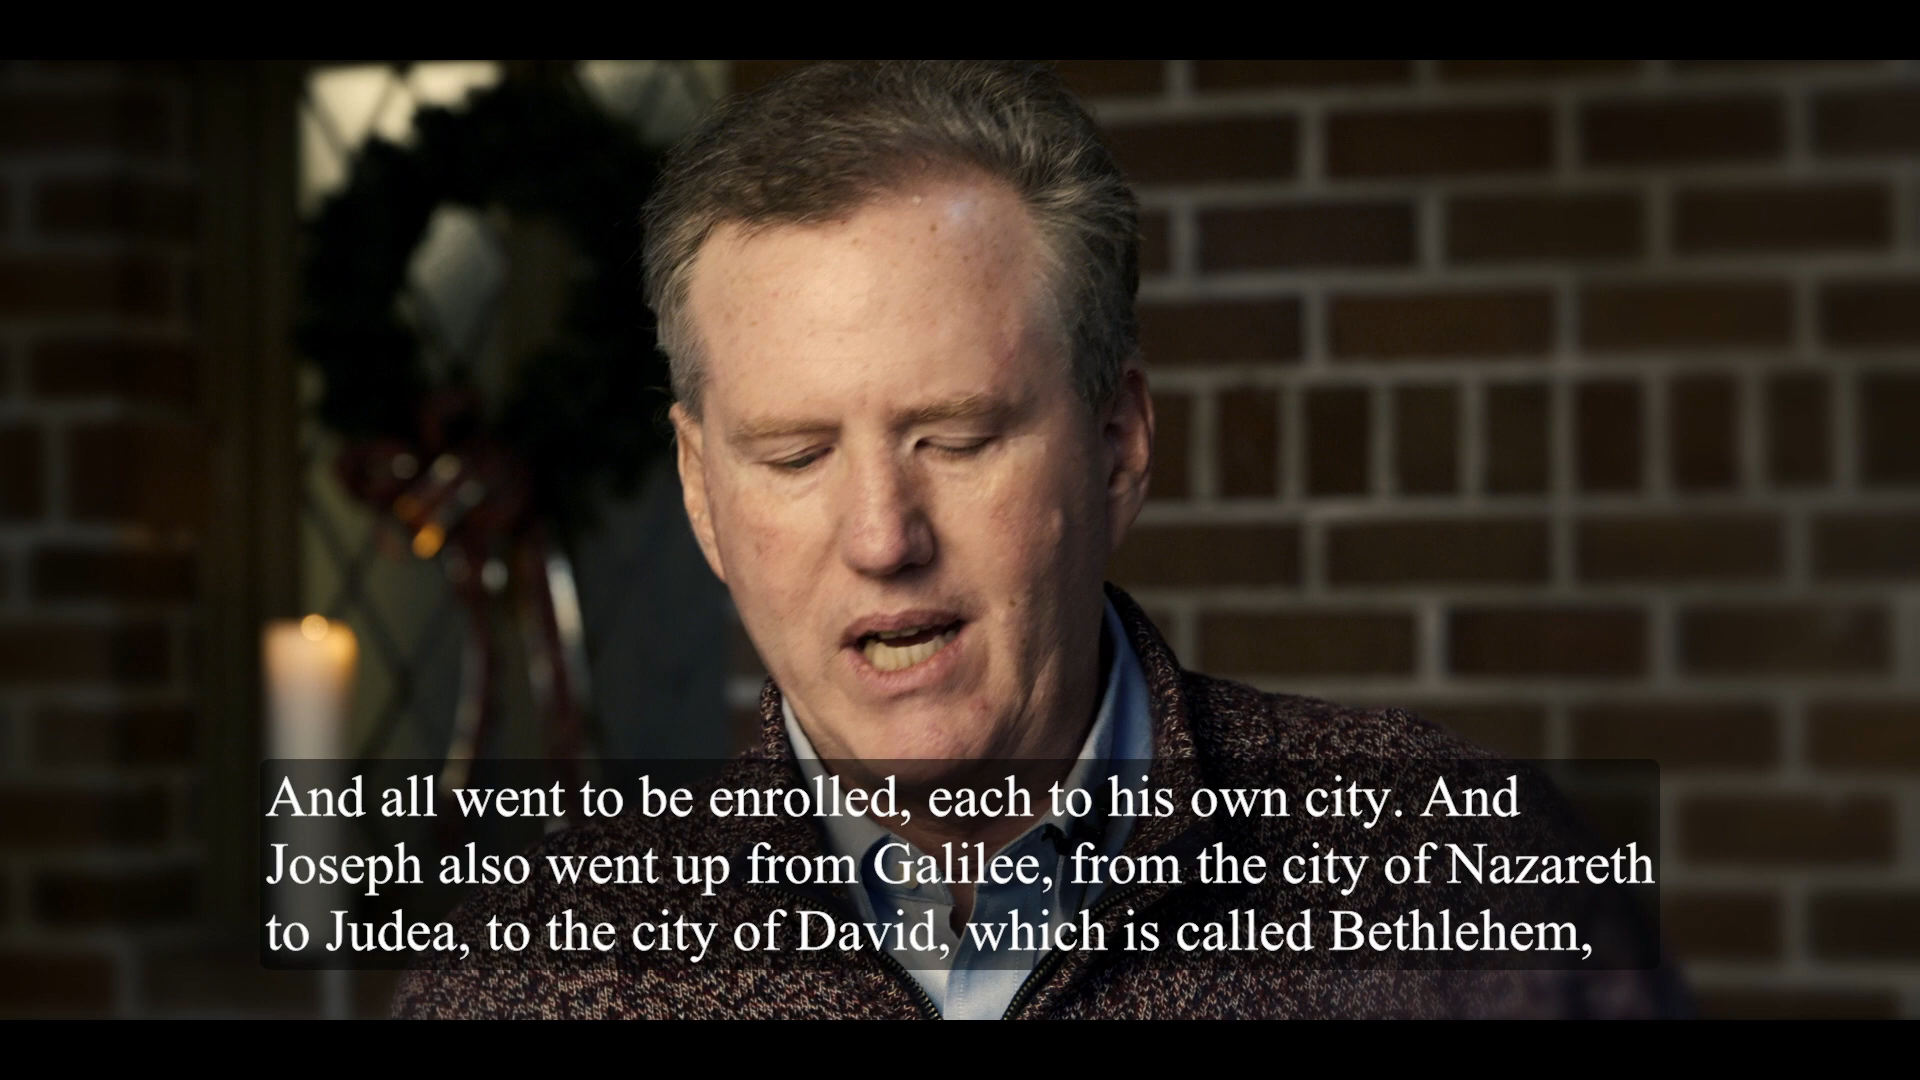 And all went to be enrolled, each to his own city. And
Joseph also went up from Galilee, from the city of Nazareth
to Judea, to the city of David, which is called Bethlehem,